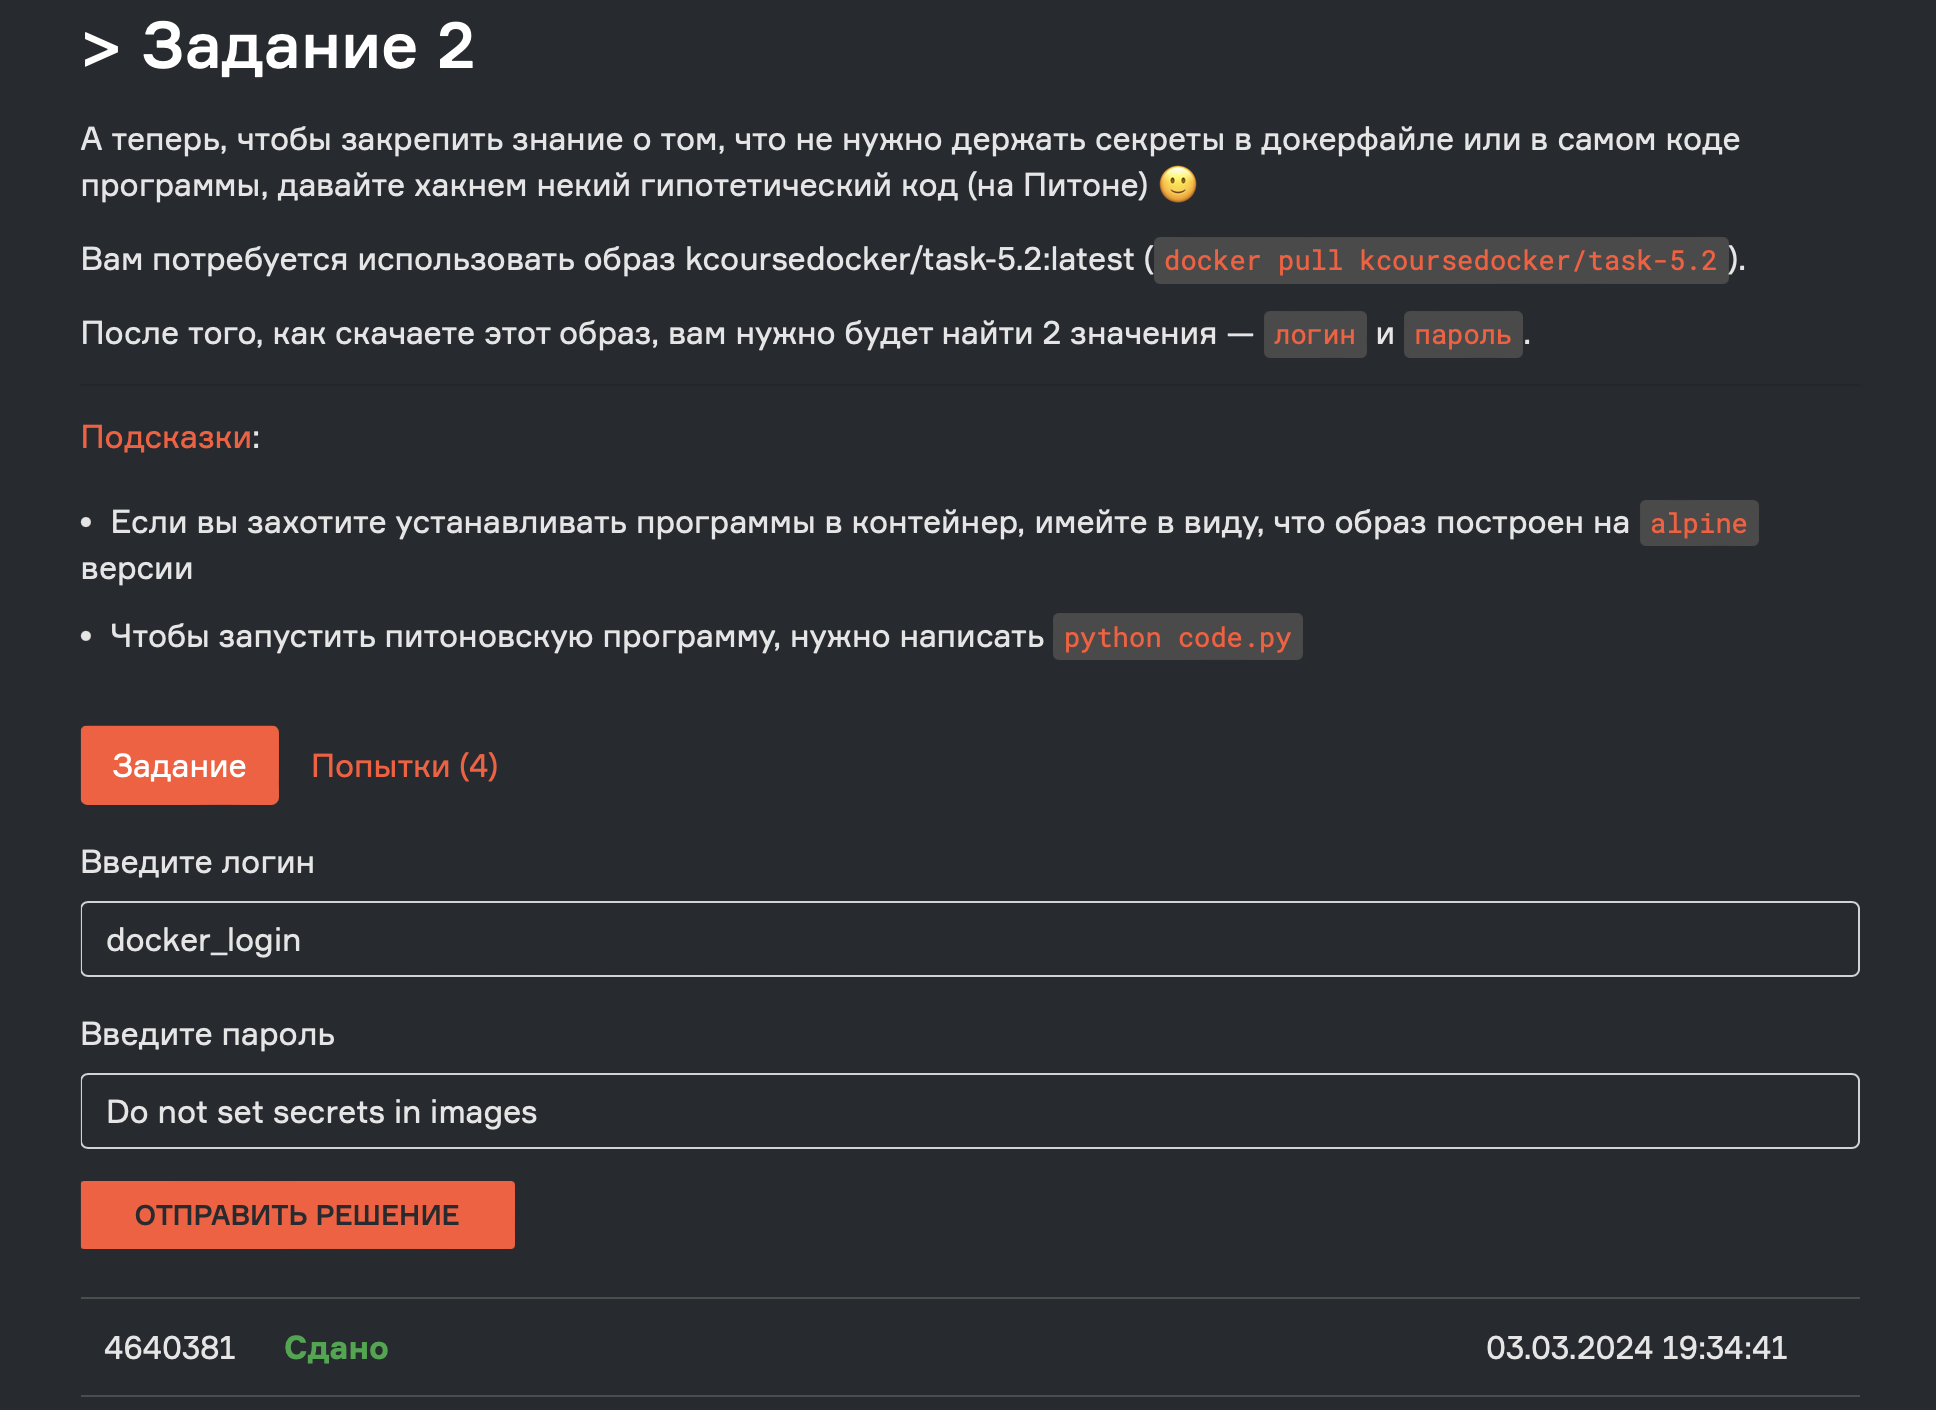 > Задание 2
А теперь, чтобы закрепить знание о том, что не нужно держать секреты в докерфайле или в самом коде
программы, давайте хакнем некий гипотетический код (на Питоне) 🙂
Вам потребуется использовать образ kcoursedocker/task-5.2:latest (docker pull kcoursedocker/task-5.2).
После того, как скачаете этот образ, вам нужно будет найти 2 значения — логин и пароль.
Подсказки:
• Если вы захотите устанавливать программы в контейнер, имейте в виду, что образ построен на alpine
версии
• Чтобы запустить питоновскую программу, нужно написать python code.py
Задание Попытки (4)
Введите логин
docker_login
Введите пароль
Do not set secrets in images
ОТПРАВИТЬ РЕШЕНИЕ
4640381 Сдано 03.03.2024 19:34:41